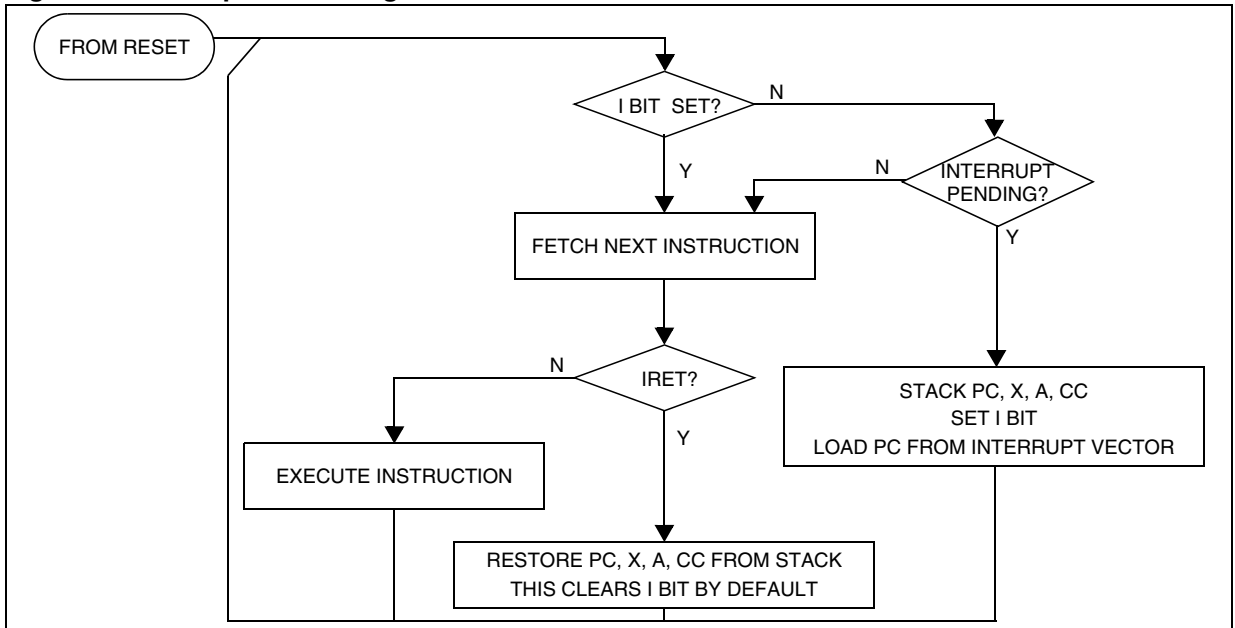 FROM RESET
I BIT SET?
N
Y
N
INTERRUPT
PENDING?
Y
FETCH NEXT INSTRUCTION
N
IRET?
Y
STACK PC, X, A, CC
SET I BIT
LOAD PC FROM INTERRUPT VECTOR
EXECUTE INSTRUCTION
RESTORE PC, X, A, CC FROM STACK
THIS CLEARS I BIT BY DEFAULT